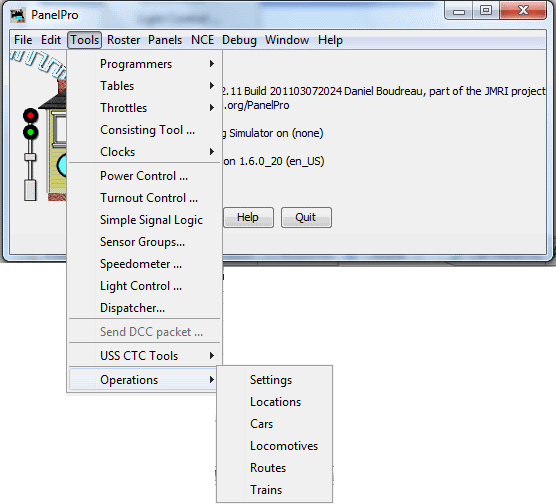 PanelPro
Light Control ...
File Edit Tools Roster Panels NCE Debug Window Help
Programmers
Tables
2.11 Build 201103072024 Daniel Boudreau, part of the JMRI project
Throttles
.org/PanelPro
Consisting Tool ...
g Simulator on (none)
Clocks
on 1.6.0_20 (en_US)
Power Control ...
Turnout Control ...
Simple Signal Logic
Help Quit
Sensor Groups...
Speedometer ...
Light Control ...
Dispatcher...
Send DCC packet ...
USS CTC Tools
Operations
Settings
Locations
Cars
Locomotives
Routes
Trains